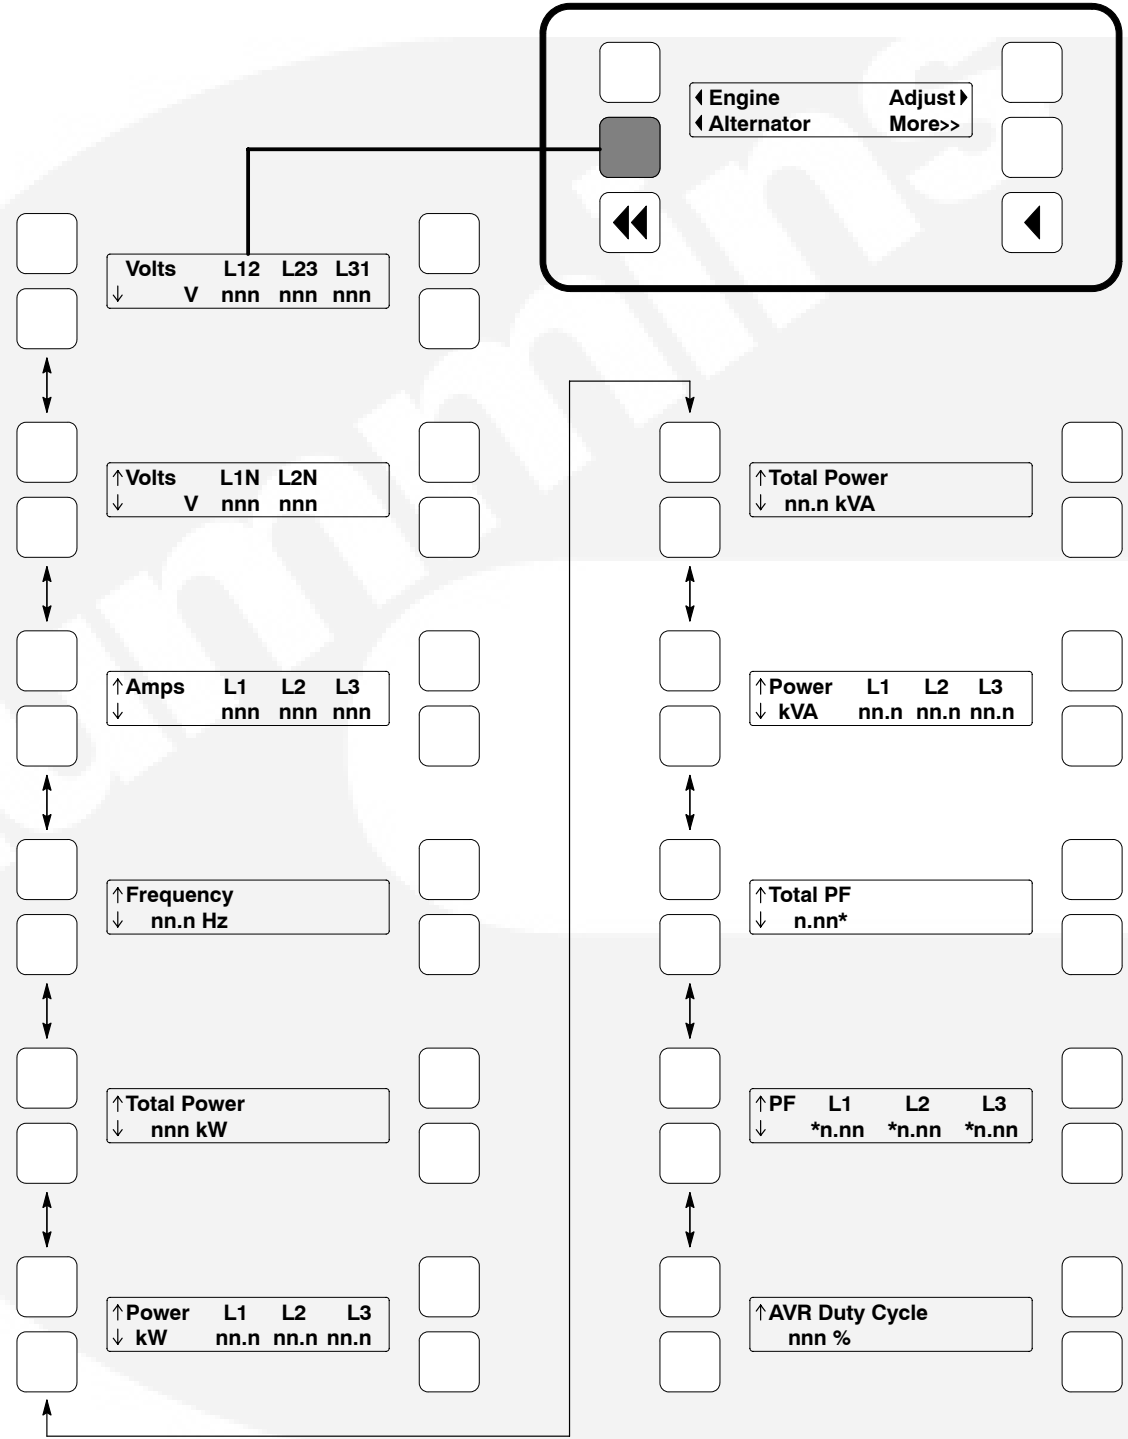 ◀Engine Adjust▶
◀Alternator More>>
Volts L12 L23 L31
↓ V nnn nnn nnn
↑Volts L1N L2N
↓ V nnn nnn
↑Amps L1 L2 L3
↓ nnn nnn nnn
↑Frequency
↓ nn.n Hz
↑Total Power
↓ nnn kW
↑Power L1 L2 L3
↓ kW nn.n nn.n nn.n
↑Total Power
↓ nn.n kVA
↑Power L1 L2 L3
↓ kVA nn.n nn.n nn.n
↑Total PF
↓ n.nn*
↑PF L1 L2 L3
↓ *n.nn *n.nn *n.nn
↑AVR Duty Cycle
nnn %